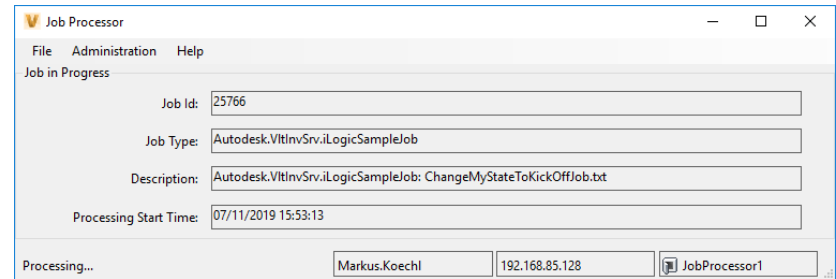 Job Processor
File Administration Help
Job in Progress
Job Id: 25766
Job Type: Autodesk.VltInvSrv.iLogicSampleJob
Description: Autodesk.VltInvSrv.iLogicSampleJob: ChangeMyStateToKickOffJob.txt
Processing Start Time: 07/11/2019 15:53:13
Processing... Markus.Koechl 192.168.85.128 JobProcessor1